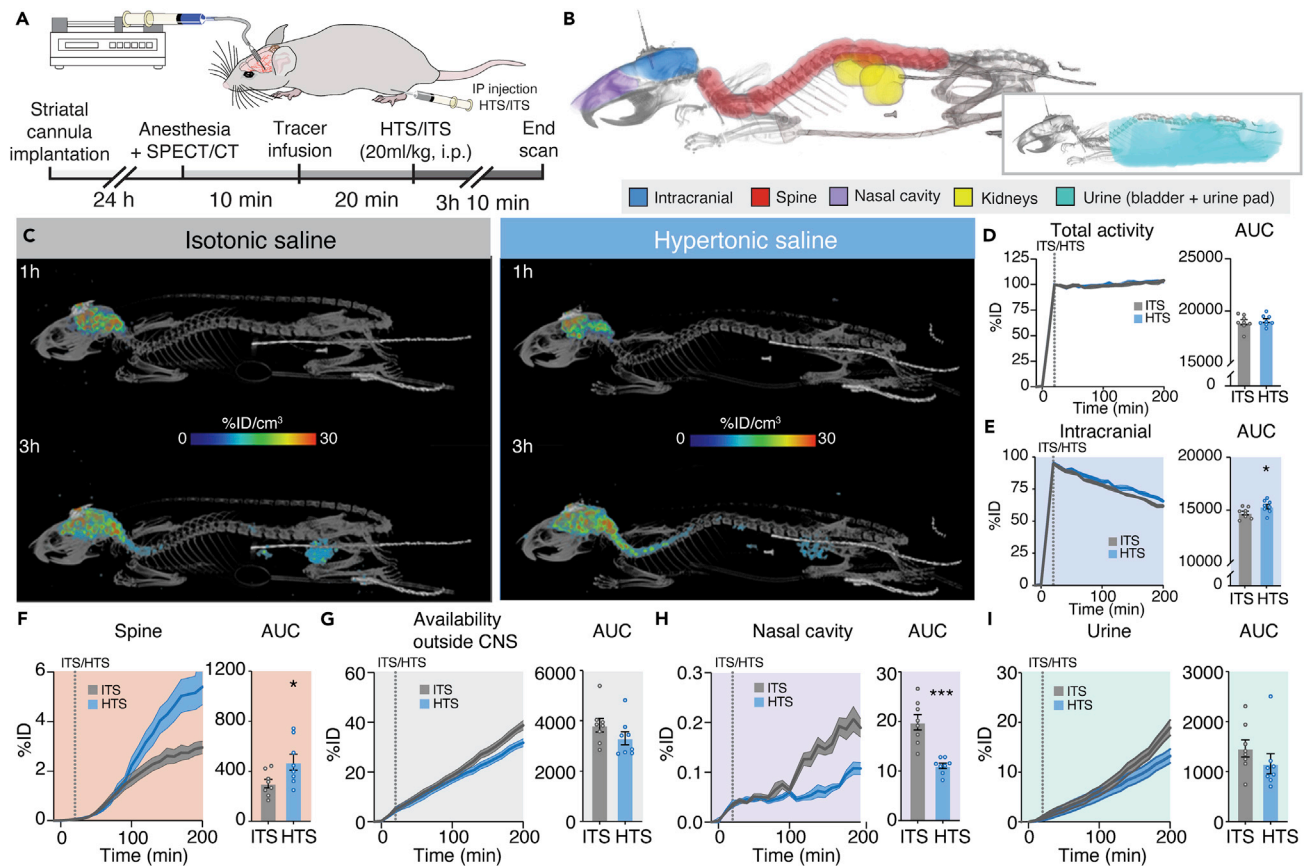 A
IP injection
HTS/ITS
Striatal
cannula
implantation
Anesthesia
+ SPECT/CT
Tracer
infusion
HTS/ITS
(20ml/kg, i.p.)
End
scan
24 h
10 min
20 min
3h 10 min
B
Intracranial
Spine
Nasal cavity
Kidneys
Urine (bladder + urine pad)
C
Isotonic saline
Hypertonic saline
1h
1h
%ID/cm³
0
30
%ID/cm³
0
30
3h
3h
D
Total activity
AUC
ITS/HTS
125
100
75
50
25
0
%ID
ITS
HTS
0
100
200
Time (min)
25000
20000
15000
0
ITS HTS
E
Intracranial
AUC
ITS/HTS
100
75
50
25
0
%ID
ITS
HTS
0
100
200
Time (min)
20000
15000
10000
0
*
ITS HTS
F
Spine
AUC
ITS/HTS
6
4
2
0
%ID
ITS
HTS
0
100
200
Time (min)
1200
800
400
0
*
ITS HTS
G
Availability
outside CNS
AUC
ITS/HTS
60
40
20
0
%ID
ITS
HTS
0
100
200
Time (min)
6000
4000
2000
0
ITS HTS
H
Nasal cavity
AUC
ITS/HTS
0.3
0.2
0.1
0.0
%ID
ITS
HTS
0
100
200
Time (min)
40
30
20
10
0
***
ITS HTS
I
Urine
AUC
ITS/HTS
30
20
10
0
%ID
ITS
HTS
0
100
200
Time (min)
3000
2000
1000
0
ITS HTS